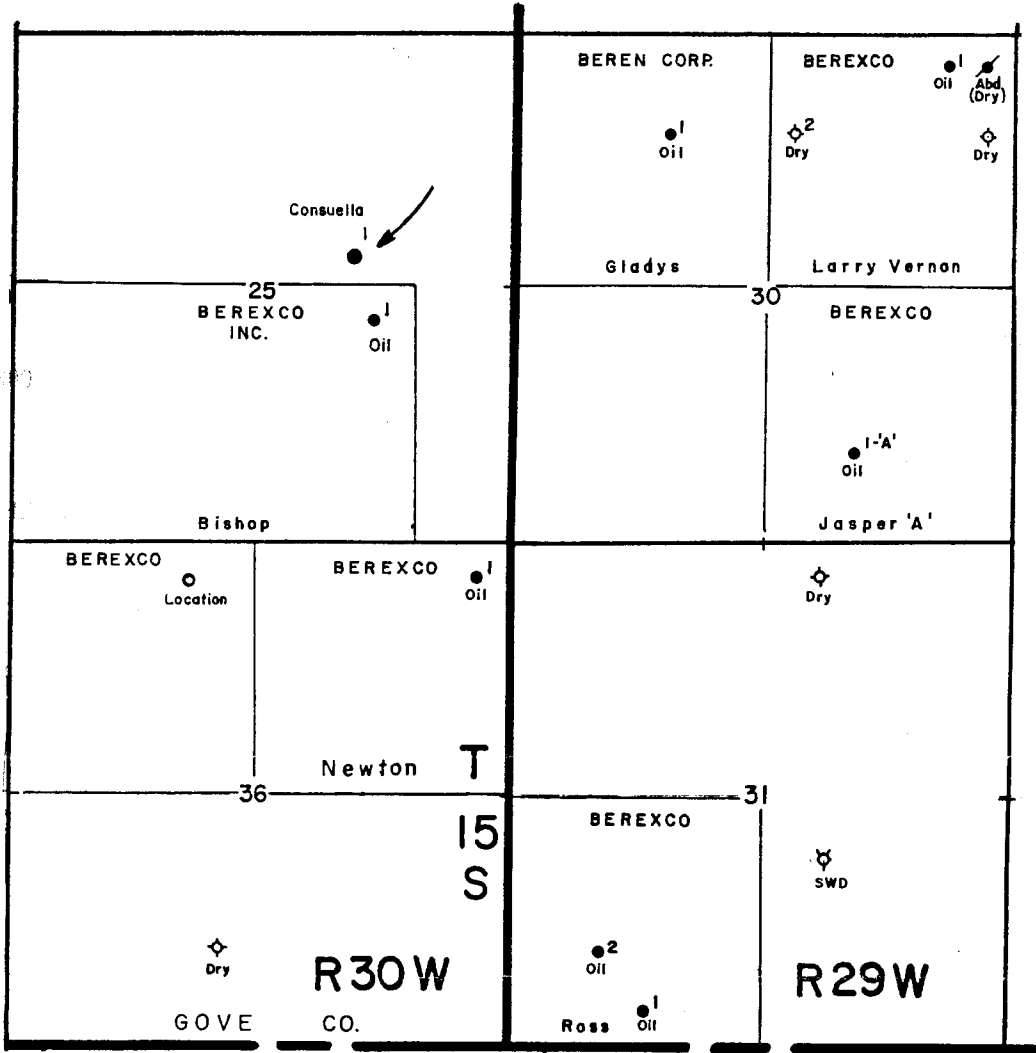 BEREN CORP.
BEREXCO
1
Oil
Abd
(Dry)
1
Oil
2
Dry
Dry
Consuella
1
Gladys
Larry Vernon
25
30
BEREXCO
INC.
1
Oil
BEREXCO
1-'A'
Oil
Bishop
Jasper 'A'
BEREXCO
Location
BEREXCO
1
Oil
Dry
Newton
T
36
31
15
S
BEREXCO
SWD
Dry
R30W
2
Oil
R29W
GOVE CO.
Ross
1
Oil